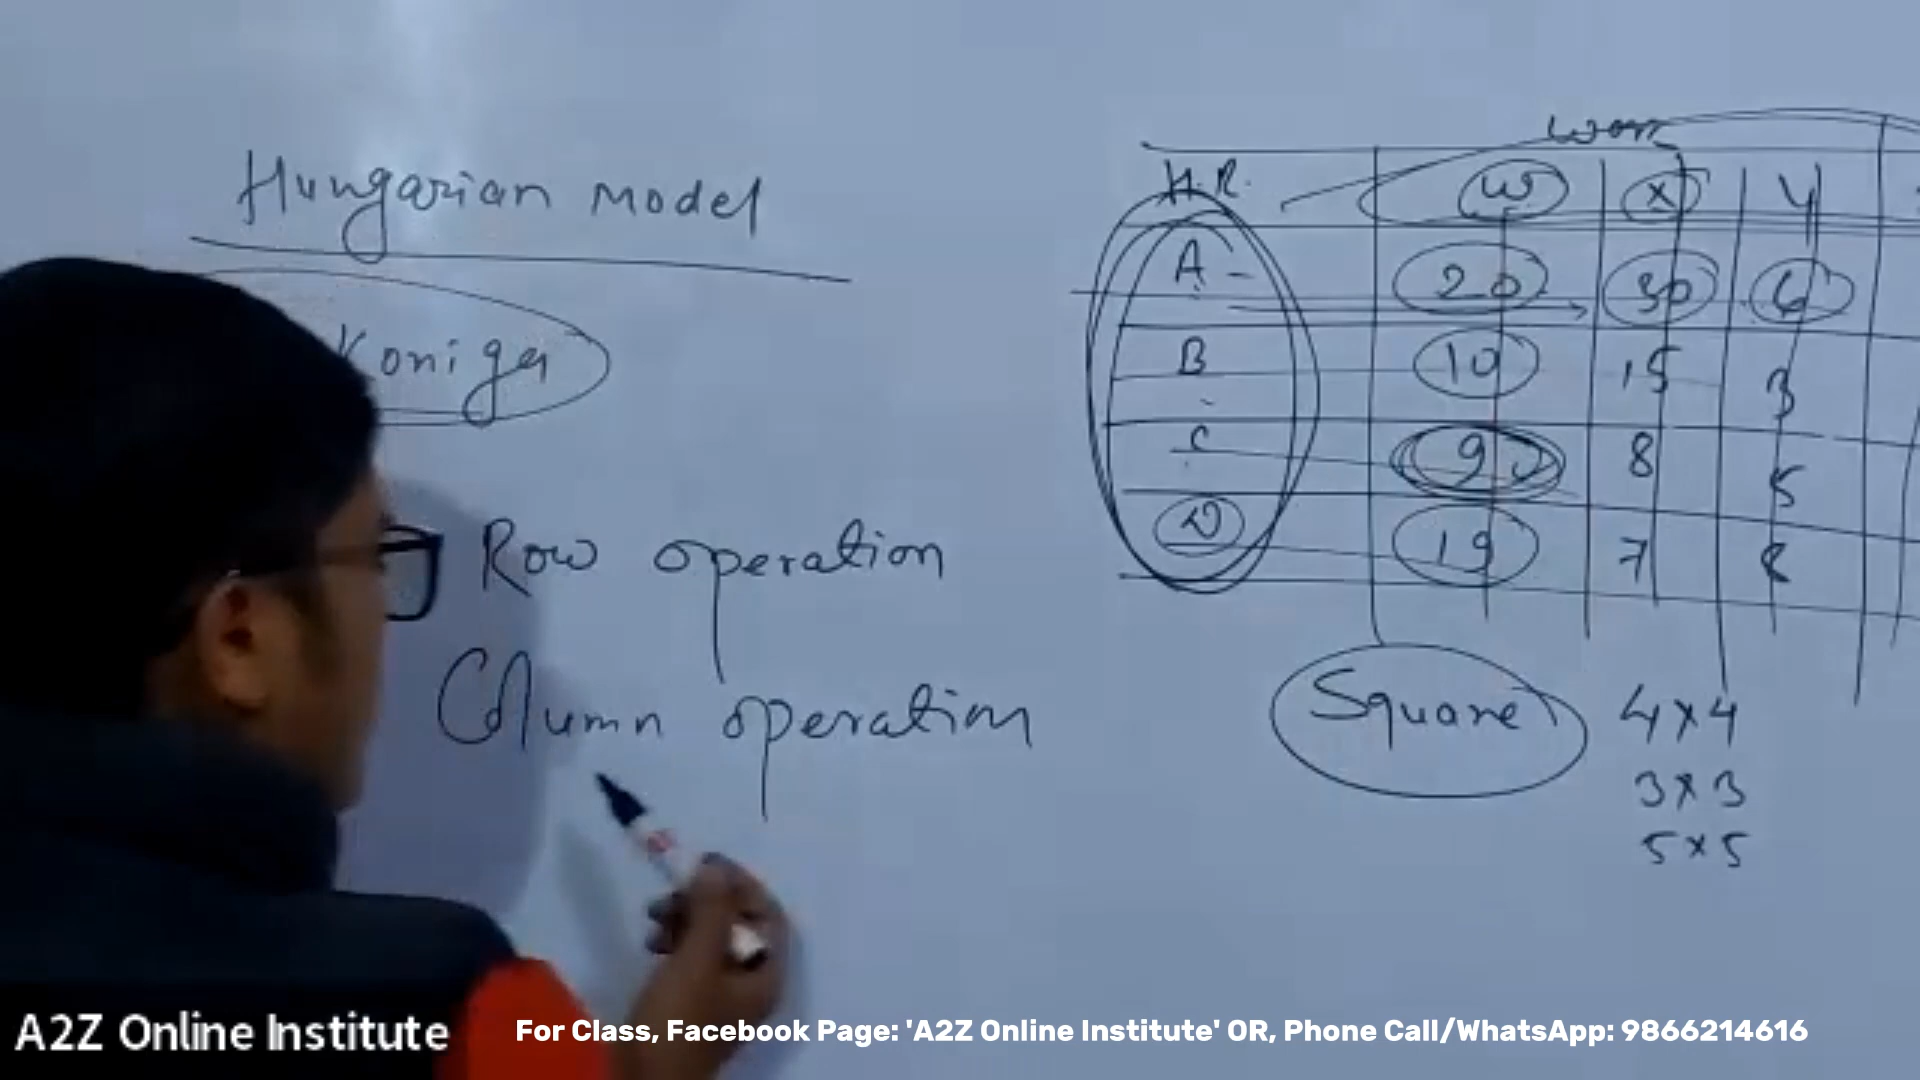 Hungarian Model
Koniga
Row operation
Column operation
Work
H.R. W X Y
A 20 30 6
B 10 15 3
C 9 8 5
D 19 7 8
Square 4x4
3x3
5x5
A2Z Online Institute
For Class, Facebook Page: 'A2Z Online Institute' OR, Phone Call/WhatsApp: 9866214616